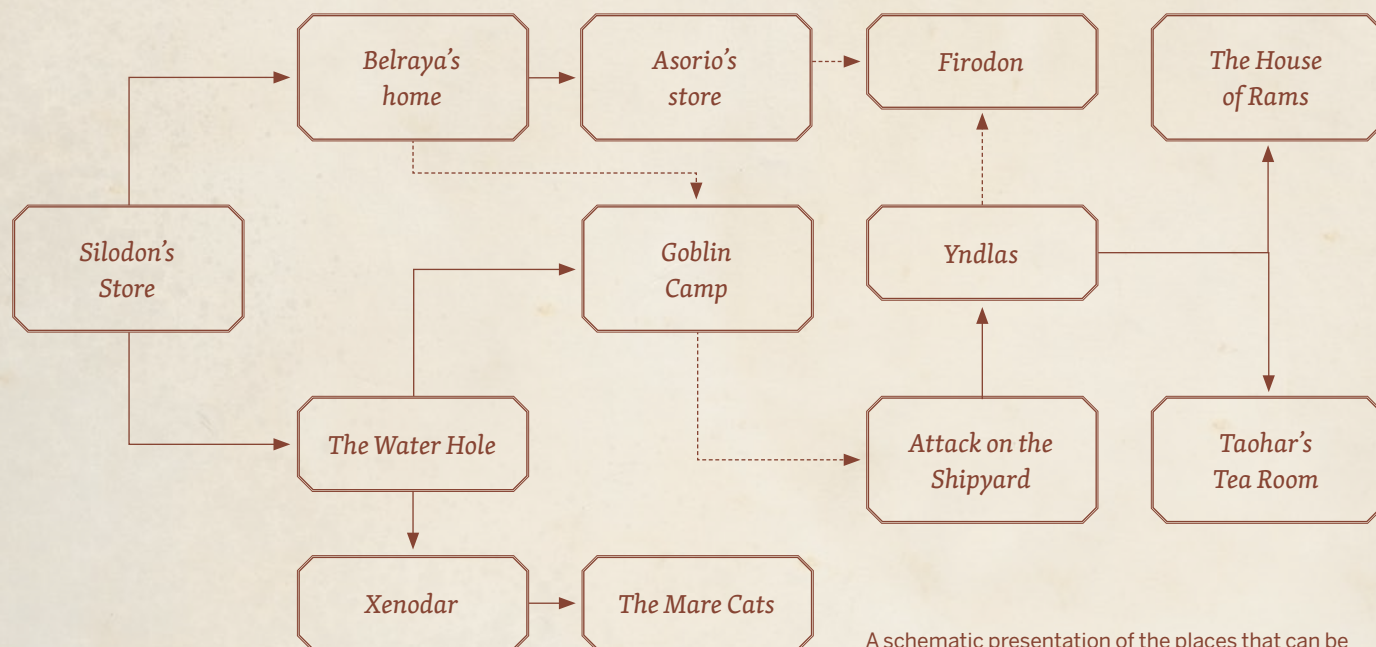 Belraya’s
home
Asorio’s
store
Firodon
The House
of Rams
Silodon’s
Store
Goblin
Camp
Yndlas
The Water Hole
Attack on the
Shipyard
Taohar’s
Tea Room
Xenodar
The Mare Cats
A schematic presentation of the places that can be